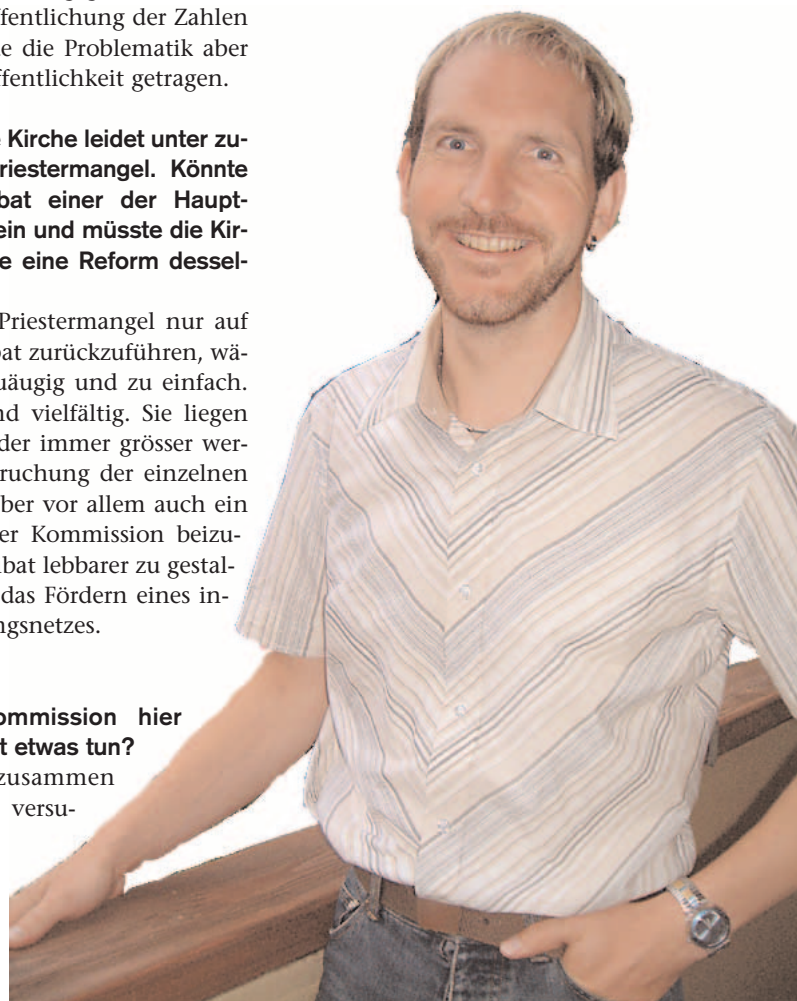 ffentlichung der Zahlen
e die Problematik aber
ffentlichkeit getragen.
Kirche leidet unter zu-
riestermangel. Könnte
bat einer der Haupt-
ein und müsste die Kir-
e eine Reform dessel-
Priestermangel nur auf
bat zurückzuführen, wä-
uäugig und zu einfach.
nd vielfältig. Sie liegen
der immer grösser wer-
ruchung der einzelnen
ber vor allem auch ein
er Kommission beizu-
bat lebbarer zu gestal-
das Fördern eines in-
ngsnetzes.
ommission hier
t etwas tun?
zusammen
versu-